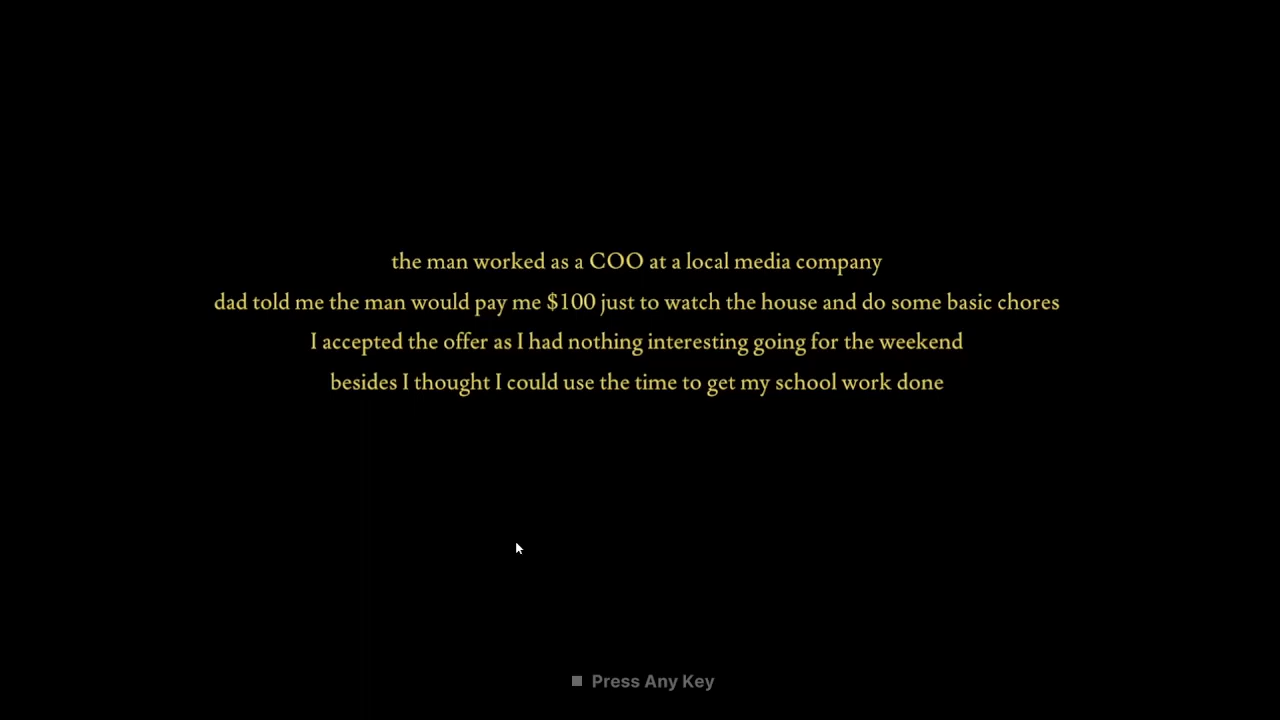 the man worked as a COO at a local media company
dad told me the man would pay me $100 just to watch the house and do some basic chores
I accepted the offer as I had nothing interesting going for the weekend
besides I thought I could use the time to get my school work done
Press Any Key